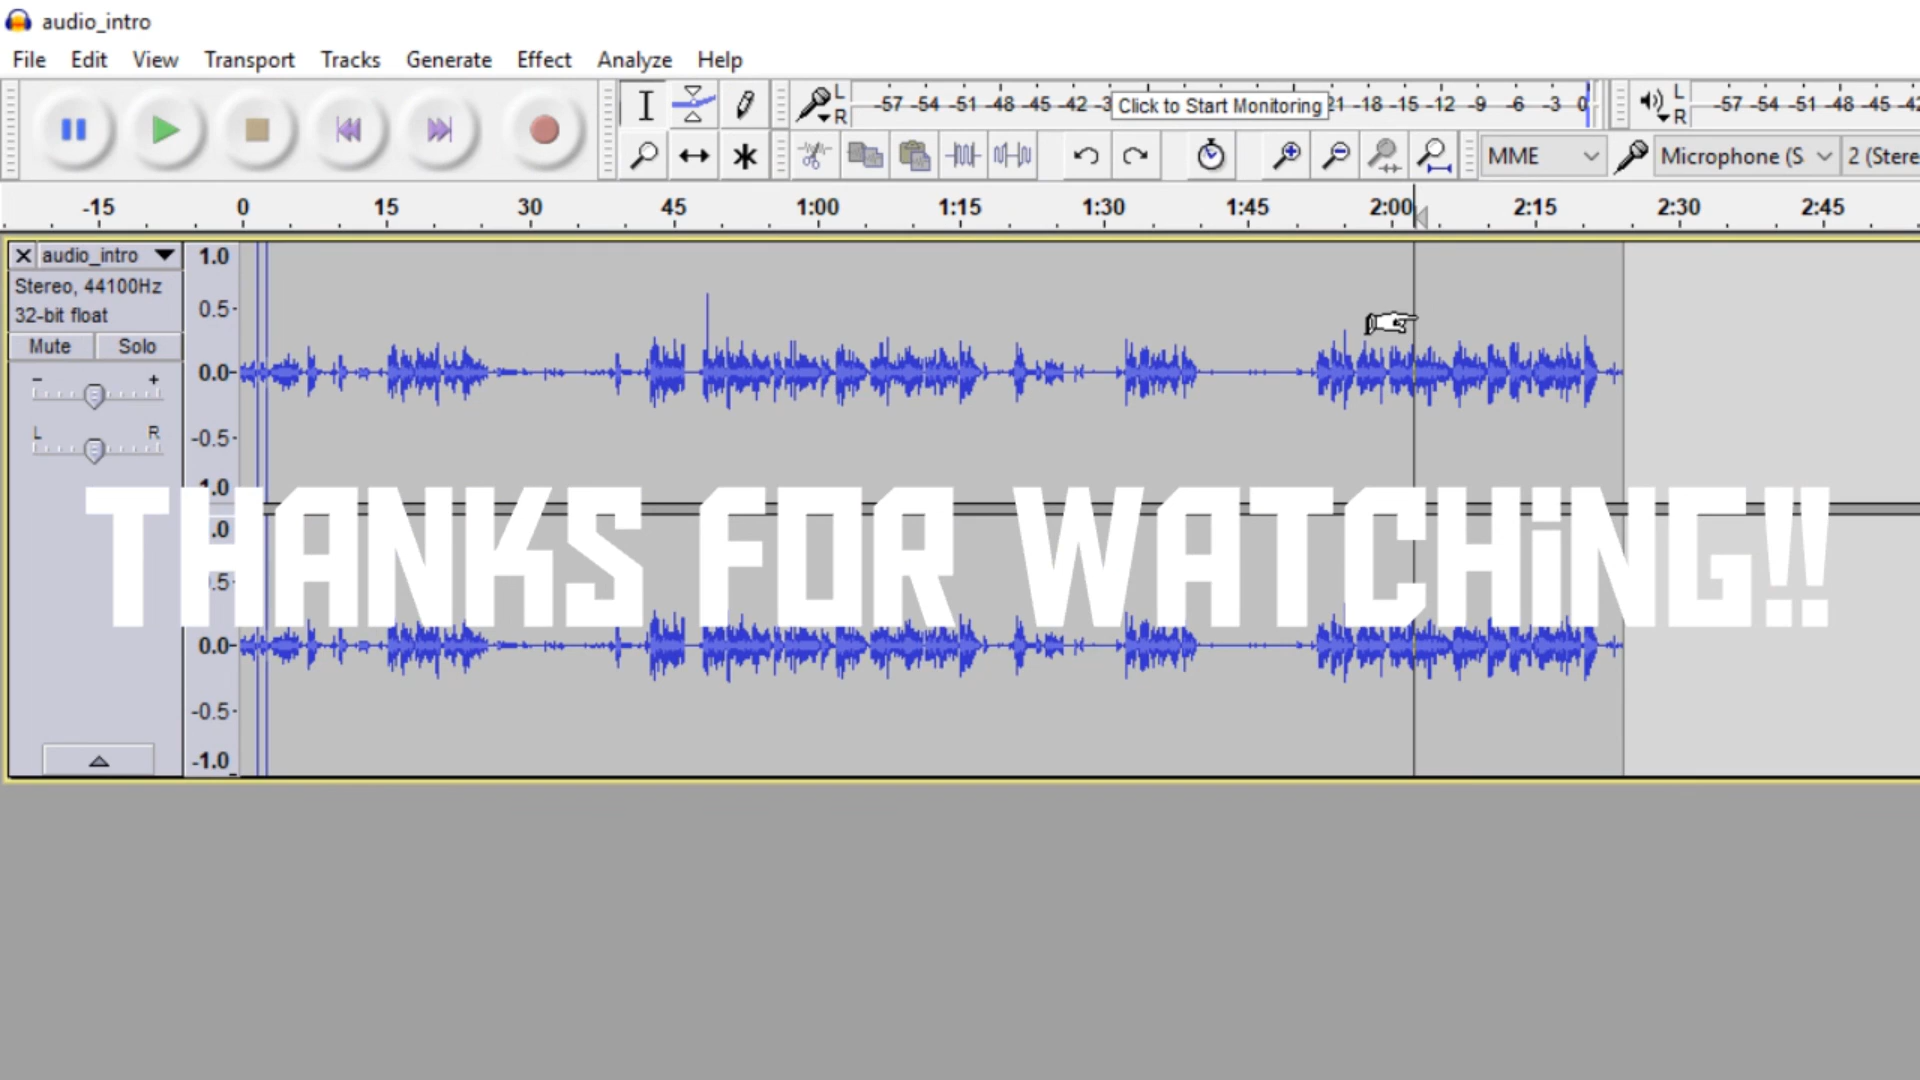 audio_intro
File Edit View Transport Tracks Generate Effect Analyze Help
L -57 -54 -51 -48 -45 -42 -3 Click to Start Monitoring 21 -18 -15 -12 -9 -6 -3 0 L -57 -54 -51 -48 -45 -42
R R
MME Microphone (S 2 (Stere
-15 0 15 30 45 1:00 1:15 1:30 1:45 2:00 2:15 2:30 2:45
audio_intro 1.0
Stereo, 44100Hz
0.5
32-bit float
Mute Solo
0.0
- +
L R
-0.5
1.0
THANKS FOR WATCHiNG!!
.0
.5
0.0
-0.5
-1.0